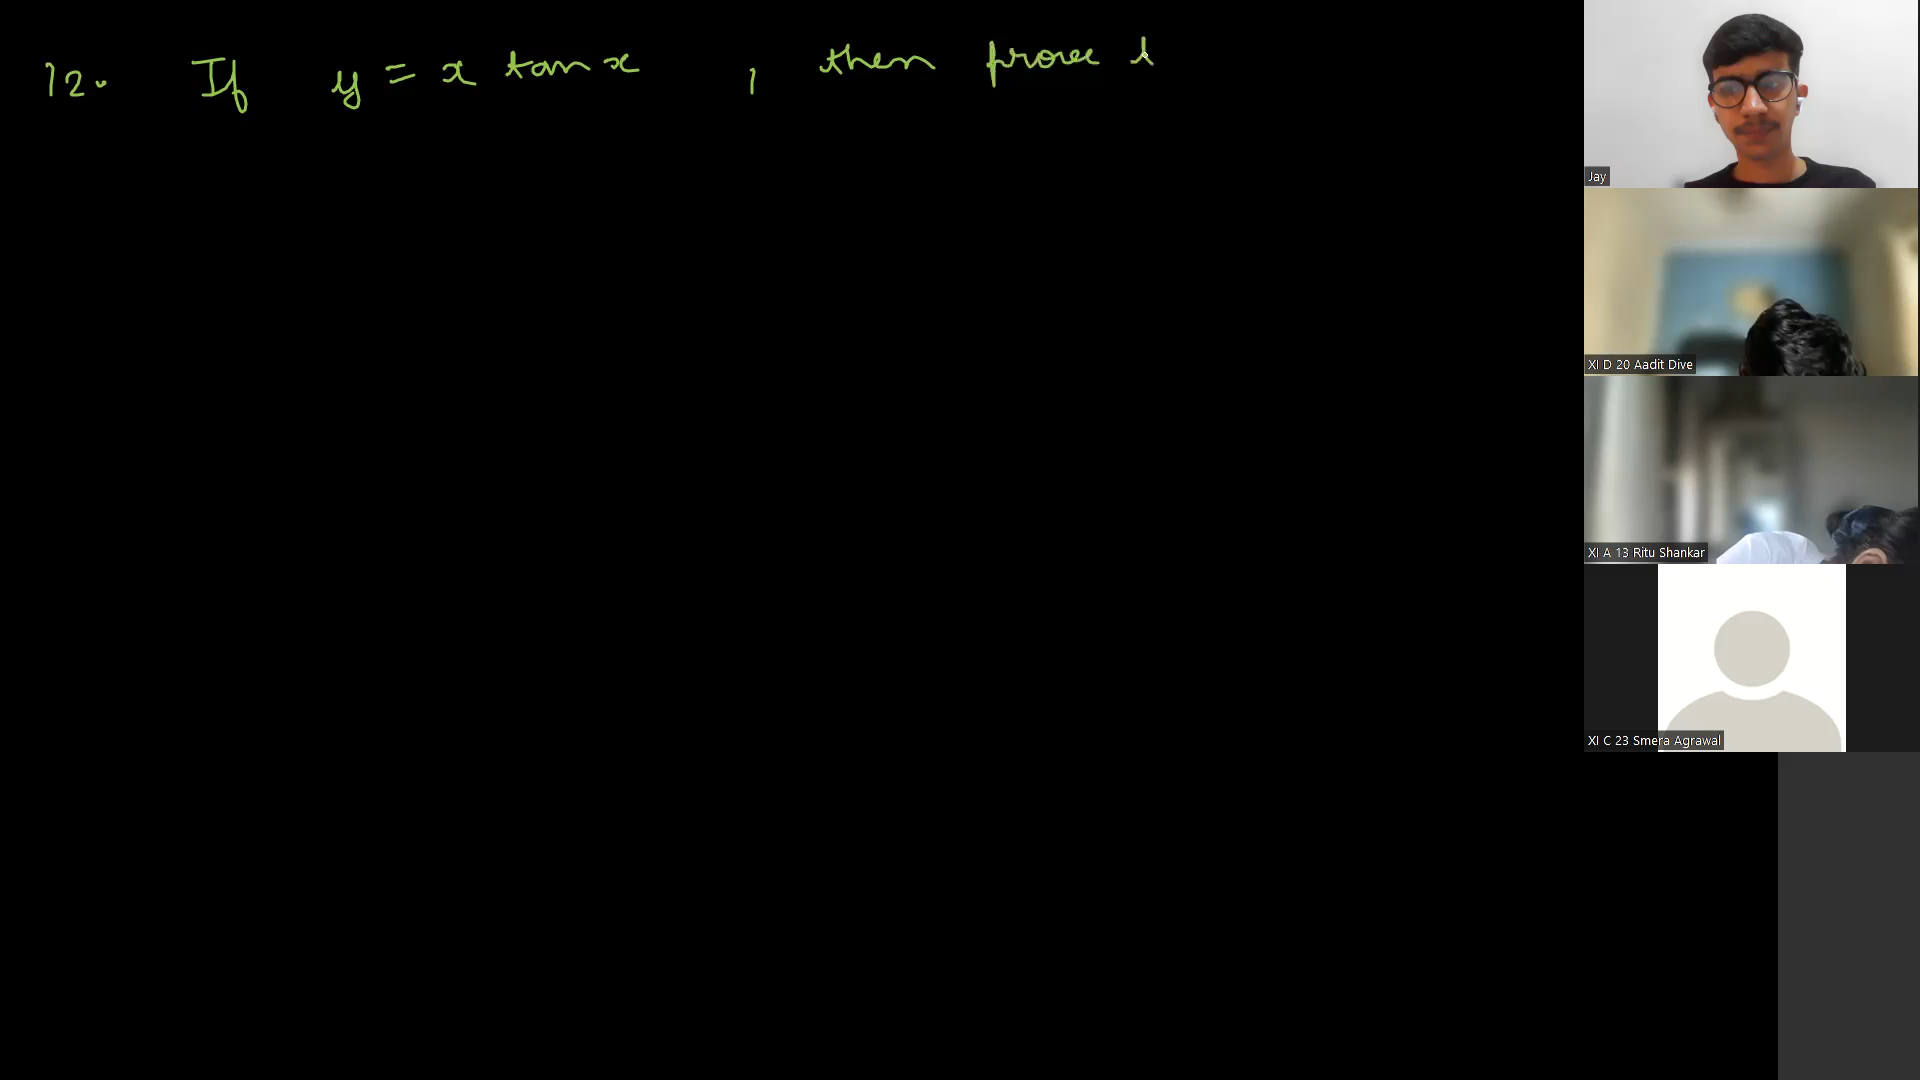 12. If y = x tan x , then prove t
Jay
XI D 20 Aadit Dive
XI A 13 Ritu Shankar
XI C 23 Smera Agrawal